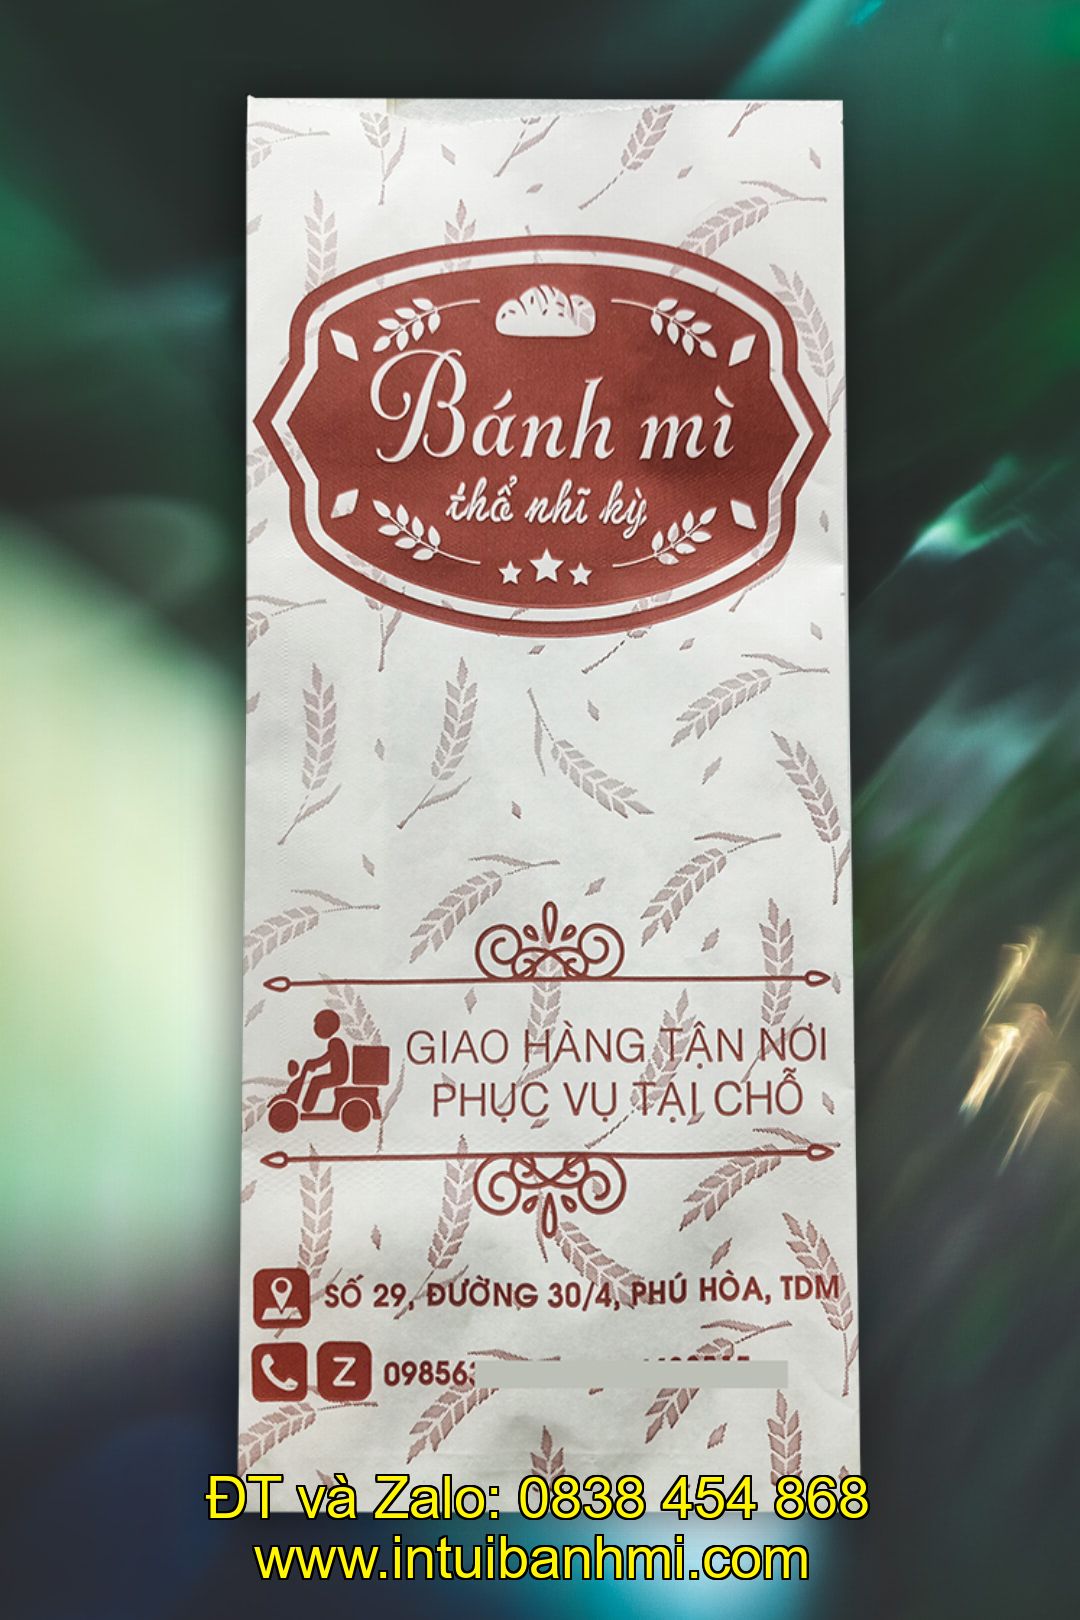 Bánh mì
thổ nhĩ kỳ
GIAO HÀNG TẬN NƠI
PHỤC VỤ TẠI CHỖ
SỐ 29, ĐƯỜNG 30/4, PHÚ HÒA, TDM
Z
ĐT và Zalo: 0838 454 868
www.intuibanhmi.com